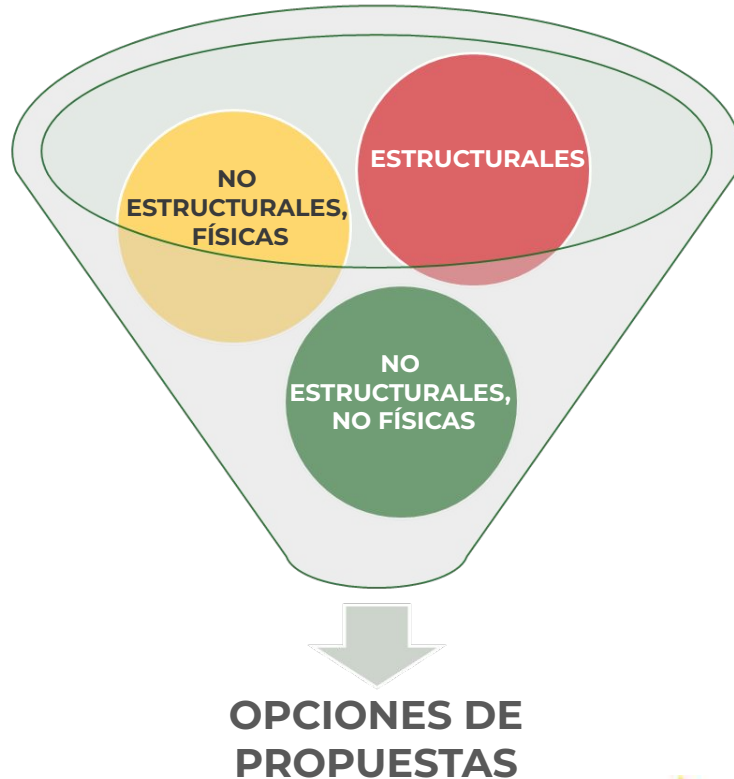 ESTRUCTURALES
NO
ESTRUCTURALES,
FÍSICAS
NO
ESTRUCTURALES,
NO FÍSICAS
OPCIONES DE
PROPUESTAS